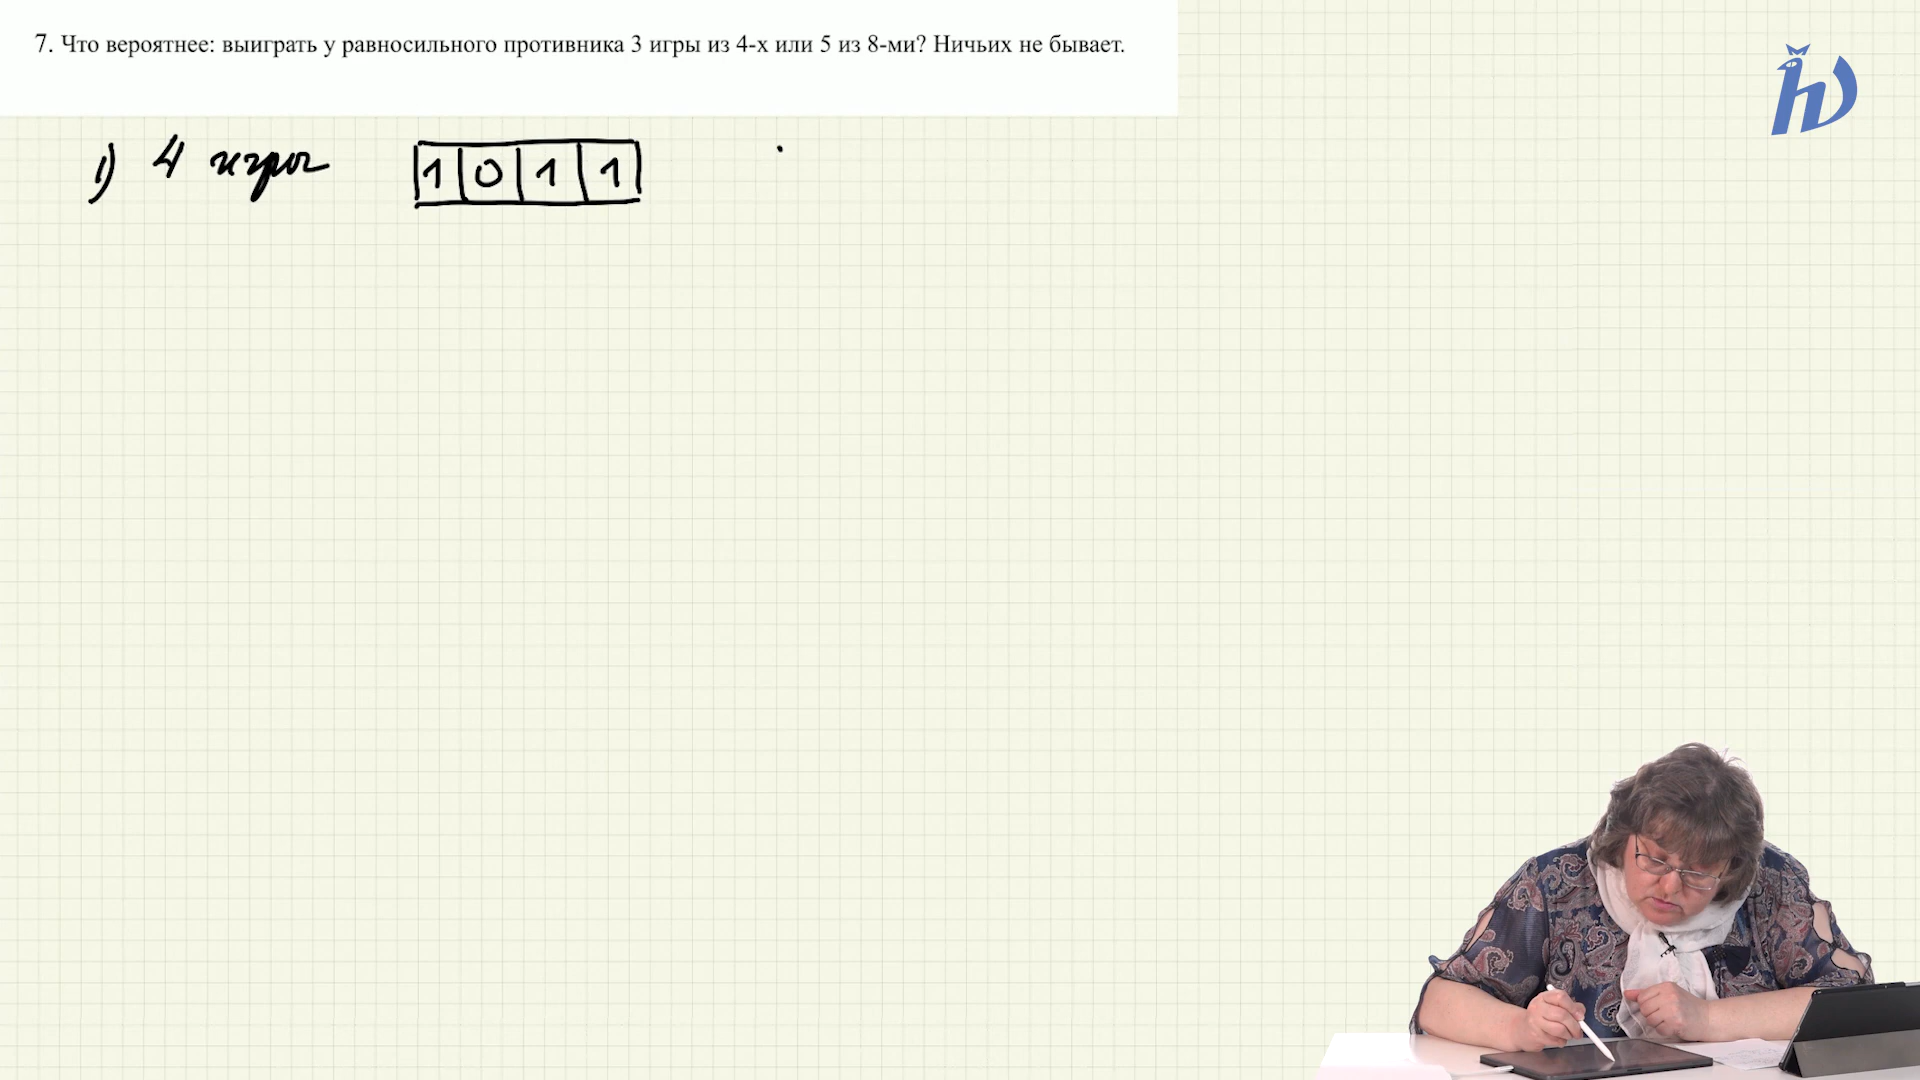 7. Что вероятнее: выиграть у равносильного противника 3 игры из 4-х или 5 из 8-ми? Ничьих не бывает.
1) 4 игры 1 0 1 1